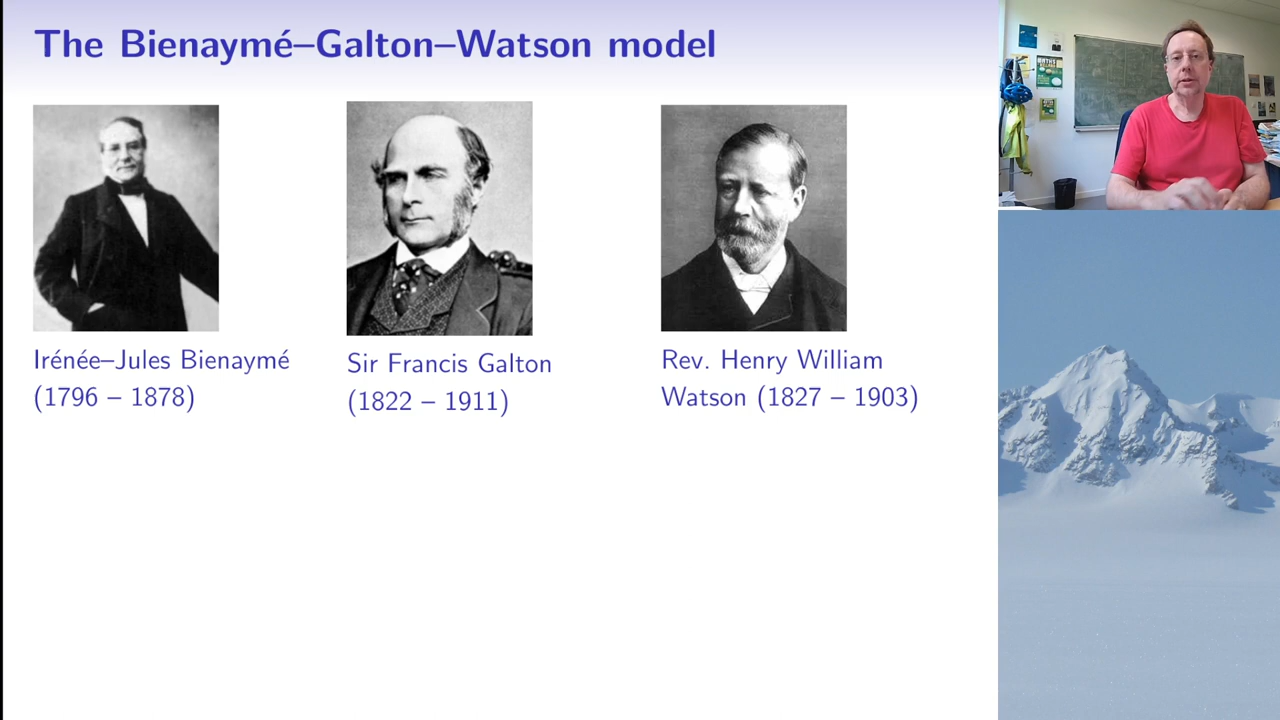 The Bienaymé–Galton–Watson model
Irénée–Jules Bienaymé
(1796 – 1878)
Sir Francis Galton
(1822 – 1911)
Rev. Henry William
Watson (1827 – 1903)